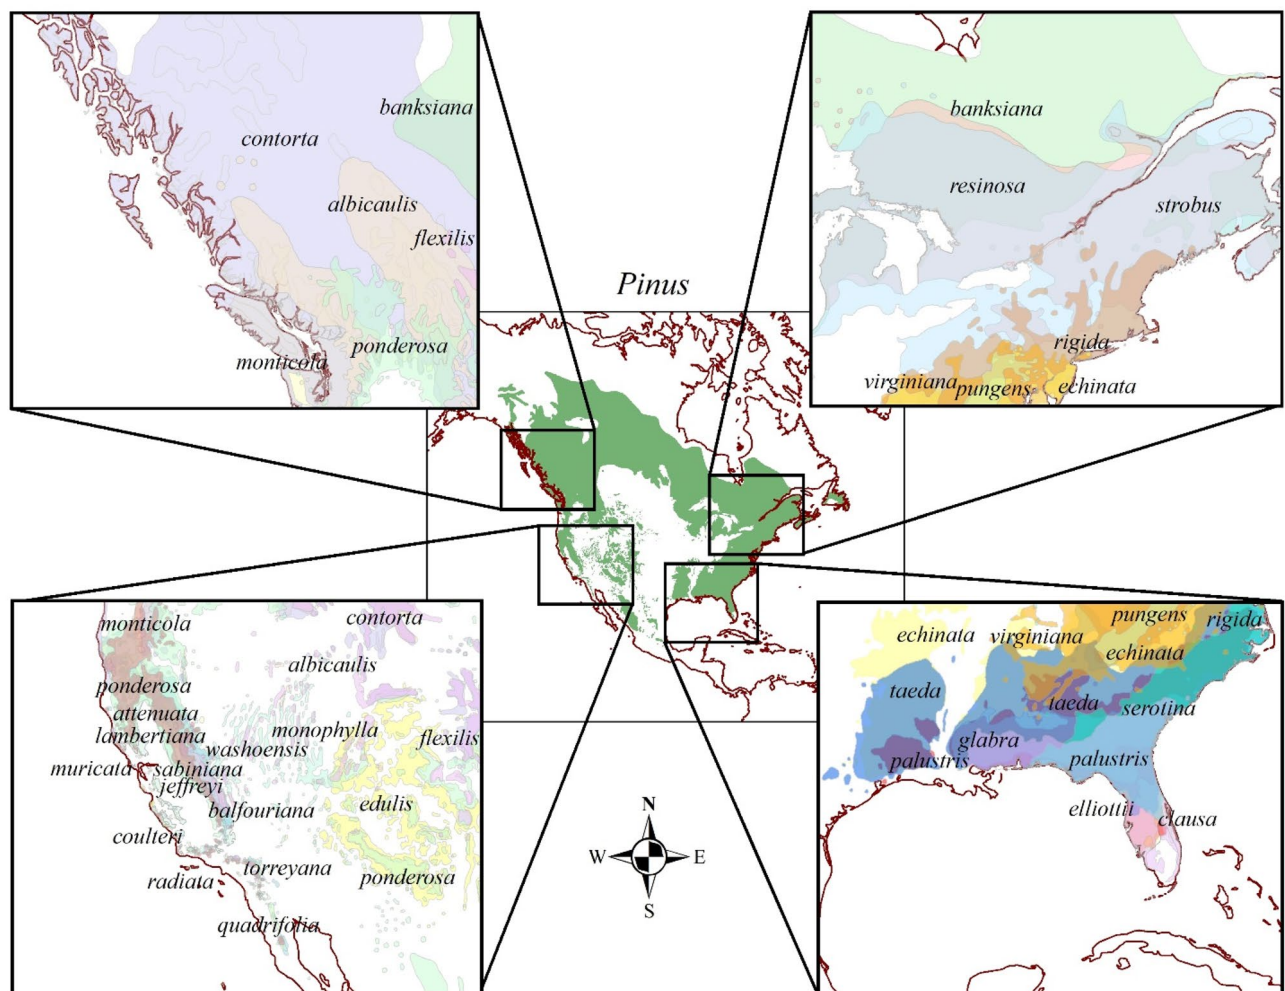 banksiana
contorta
albicaulis
flexilis
monticola
ponderosa
banksiana
resinosa
strobus
rigida
virginiana
pungens
echinata
Pinus
monticola
contorta
albicaulis
ponderosa
attenuata
lambertiana
washoensis
monophylla
flexilis
muricata
sabiniana
jeffreyi
balfouriana
edulis
coulteri
radiata
torreyana
ponderosa
quadrifolia
N
W
E
S
echinata
virginiana
pungens
rigida
echinata
taeda
taeda
serotina
glabra
palustris
palustris
elliottii
clausa